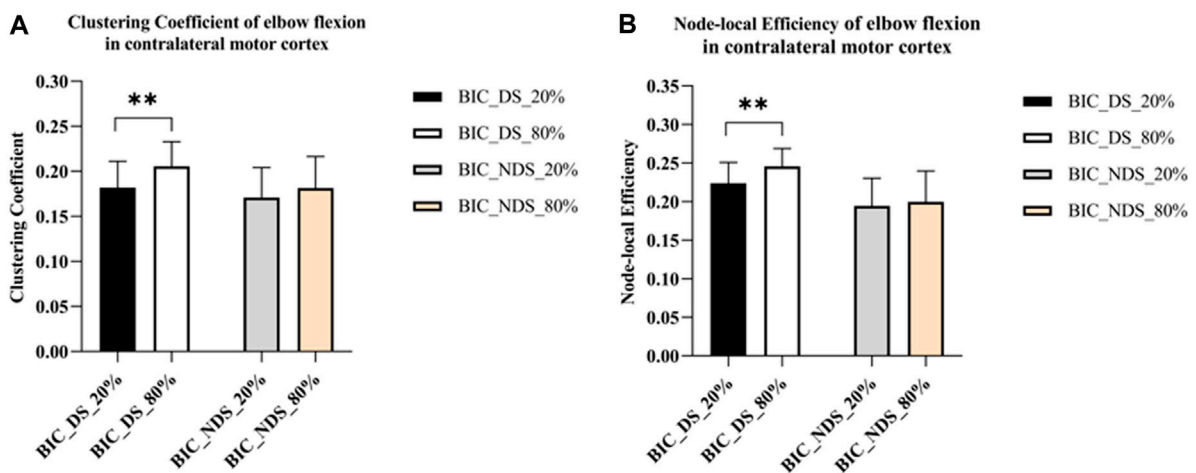 A
Clustering Coefficient of elbow flexion
in contralateral motor cortex
Clustering Coefficient
0.30
0.25
0.20
0.15
0.10
0.05
0.00
**
BIC_DS_20%
BIC_DS_80%
BIC_NDS_20%
BIC_NDS_80%
BIC_DS_20%
BIC_DS_80%
BIC_NDS_20%
BIC_NDS_80%
B
Node-local Efficiency of elbow flexion
in contralateral motor cortex
Node-local Efficiency
0.35
0.30
0.25
0.20
0.15
0.10
0.05
0.00
**
BIC_DS_20%
BIC_DS_80%
BIC_NDS_20%
BIC_NDS_80%
BIC_DS_20%
BIC_DS_80%
BIC_NDS_20%
BIC_NDS_80%